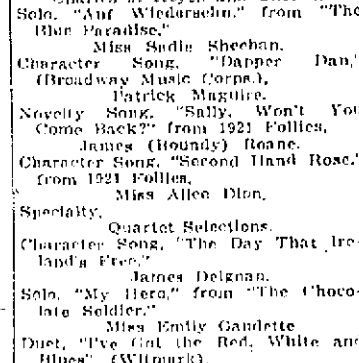 Solo, "Auf Wiedersehn," from "The
Blue Paradise,"
Miss Sadie Sheehan.
Character Song, "Dapper Dan,"
(Broadway Music Corps.),
Patrick Maguire.
Novelty Song, "Sally, Won't You
Come Back?" from 1921 Follies,
James (Boundy) Roane.
Character Song, "Second Hand Rose,"
from 1921 Follies,
Miss Alice Dion.
Specialty,
Quartet Selections.
Character Song, "The Day That Ire-
land's Free,"
James Deignan.
Solo, "My Hero," from "The Choco-
late Soldier."
Miss Emily Gaudette
Duet, "I've Got the Red, White and
Blues" (Witmark),